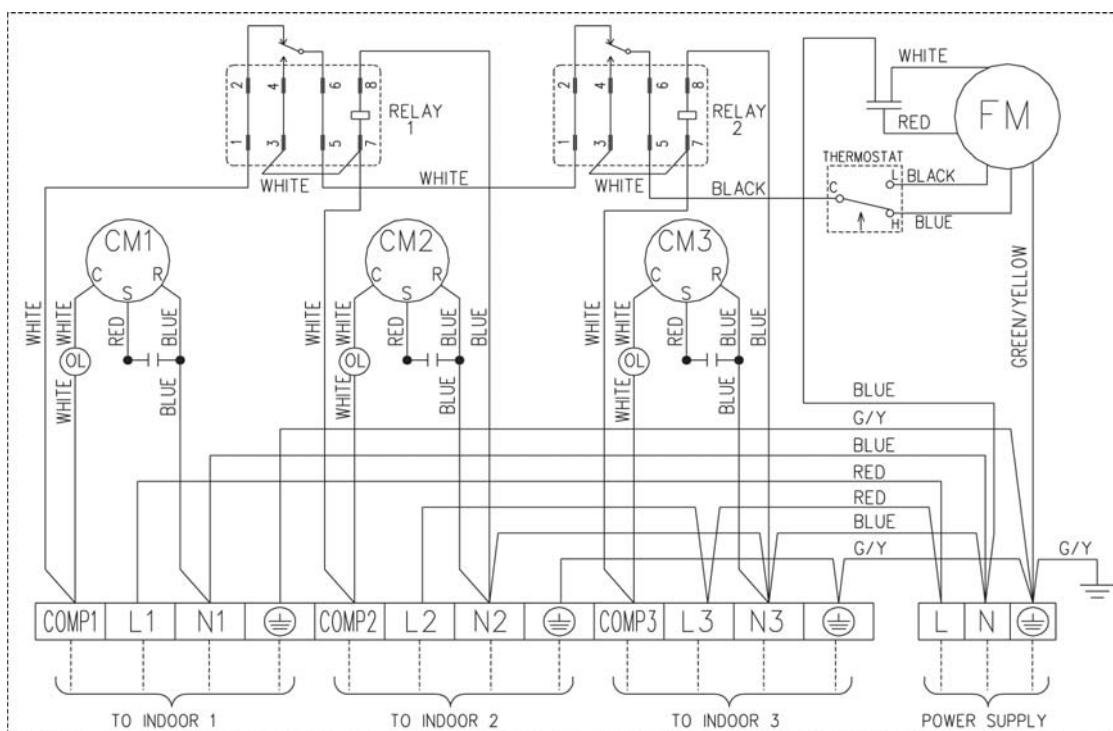 2 4 6 8
1 3 5 7
RELAY 1
WHITE
WHITE
2 4 6 8
1 3 5 7
RELAY 2
WHITE
BLACK
WHITE
RED
FM
THERMOSTAT
C
L
H
BLACK
BLUE
GREEN/YELLOW
CM1
C S R
WHITE
WHITE
OL
WHITE
RED
BLUE
BLUE
CM2
C S R
WHITE
WHITE
OL
WHITE
RED
BLUE
BLUE
BLUE
CM3
C S R
WHITE
WHITE
OL
WHITE
RED
BLUE
BLUE
BLUE
BLUE
G/Y
BLUE
RED
RED
BLUE
G/Y
G/Y
COMP1 L1 N1 COMP2 L2 N2 COMP3 L3 N3 L N
TO INDOOR 1 TO INDOOR 2 TO INDOOR 3 POWER SUPPLY